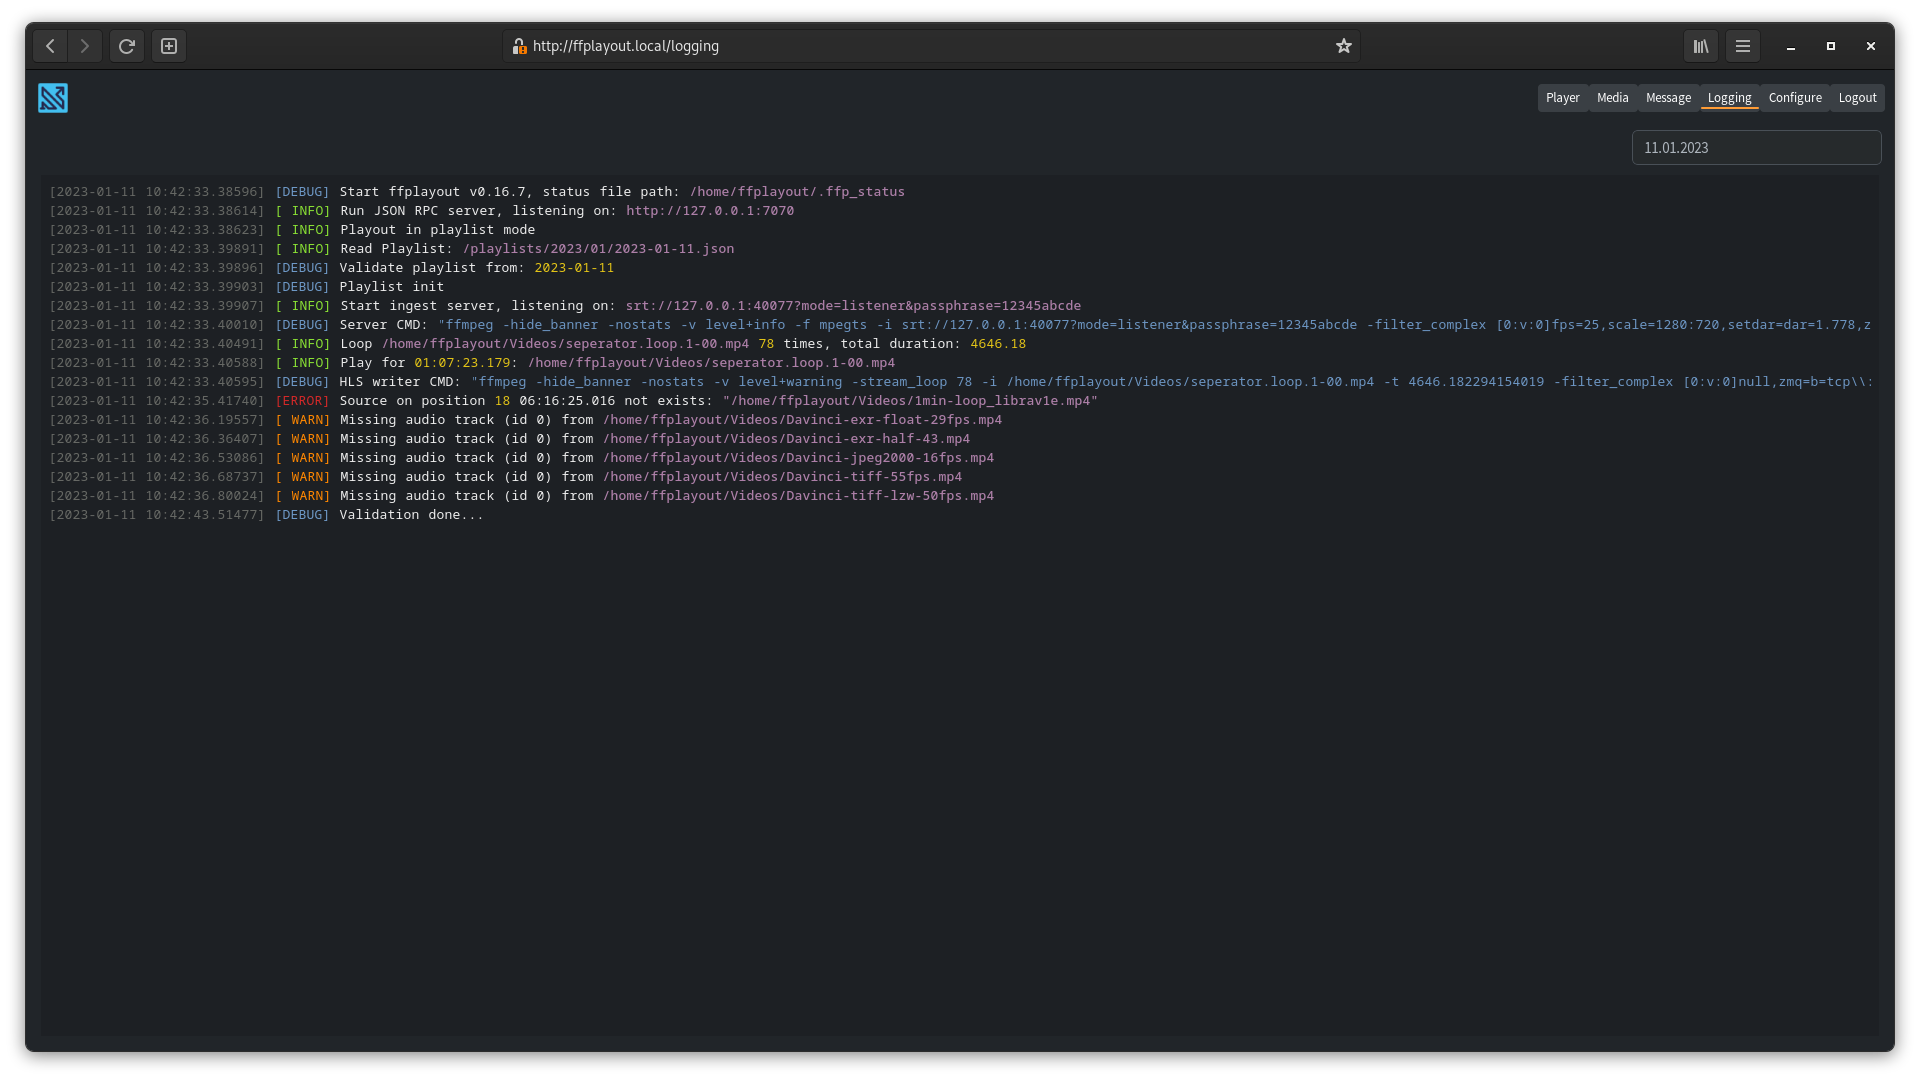 http://ffplayout.local/logging
Player Media Message Logging Configure Logout
11.01.2023
[2023-01-11 10:42:33.38596] [DEBUG] Start ffplayout v0.16.7, status file path: /home/ffplayout/.ffp_status
[2023-01-11 10:42:33.38614] [ INFO] Run JSON RPC server, listening on: http://127.0.0.1:7070
[2023-01-11 10:42:33.38623] [ INFO] Playout in playlist mode
[2023-01-11 10:42:33.39891] [ INFO] Read Playlist: /playlists/2023/01/2023-01-11.json
[2023-01-11 10:42:33.39896] [DEBUG] Validate playlist from: 2023-01-11
[2023-01-11 10:42:33.39903] [DEBUG] Playlist init
[2023-01-11 10:42:33.39907] [ INFO] Start ingest server, listening on: srt://127.0.0.1:40077?mode=listener&passphrase=12345abcde
[2023-01-11 10:42:33.40010] [DEBUG] Server CMD: "ffmpeg -hide_banner -nostats -v level+info -f mpegts -i srt://127.0.0.1:40077?mode=listener&passphrase=12345abcde -filter_complex [0:v:0]fps=25,scale=1280:720,setdar=dar=1.778,z
[2023-01-11 10:42:33.40491] [ INFO] Loop /home/ffplayout/Videos/seperator.loop.1-00.mp4 78 times, total duration: 4646.18
[2023-01-11 10:42:33.40588] [ INFO] Play for 01:07:23.179: /home/ffplayout/Videos/seperator.loop.1-00.mp4
[2023-01-11 10:42:33.40595] [DEBUG] HLS writer CMD: "ffmpeg -hide_banner -nostats -v level+warning -stream_loop 78 -i /home/ffplayout/Videos/seperator.loop.1-00.mp4 -t 4646.182294154019 -filter_complex [0:v:0]null,zmq=b=tcp\\:
[2023-01-11 10:42:35.41740] [ERROR] Source on position 18 06:16:25.016 not exists: "/home/ffplayout/Videos/1min-loop_librav1e.mp4"
[2023-01-11 10:42:36.19557] [ WARN] Missing audio track (id 0) from /home/ffplayout/Videos/Davinci-exr-float-29fps.mp4
[2023-01-11 10:42:36.36407] [ WARN] Missing audio track (id 0) from /home/ffplayout/Videos/Davinci-exr-half-43.mp4
[2023-01-11 10:42:36.53086] [ WARN] Missing audio track (id 0) from /home/ffplayout/Videos/Davinci-jpeg2000-16fps.mp4
[2023-01-11 10:42:36.68737] [ WARN] Missing audio track (id 0) from /home/ffplayout/Videos/Davinci-tiff-55fps.mp4
[2023-01-11 10:42:36.80024] [ WARN] Missing audio track (id 0) from /home/ffplayout/Videos/Davinci-tiff-lzw-50fps.mp4
[2023-01-11 10:42:43.51477] [DEBUG] Validation done...